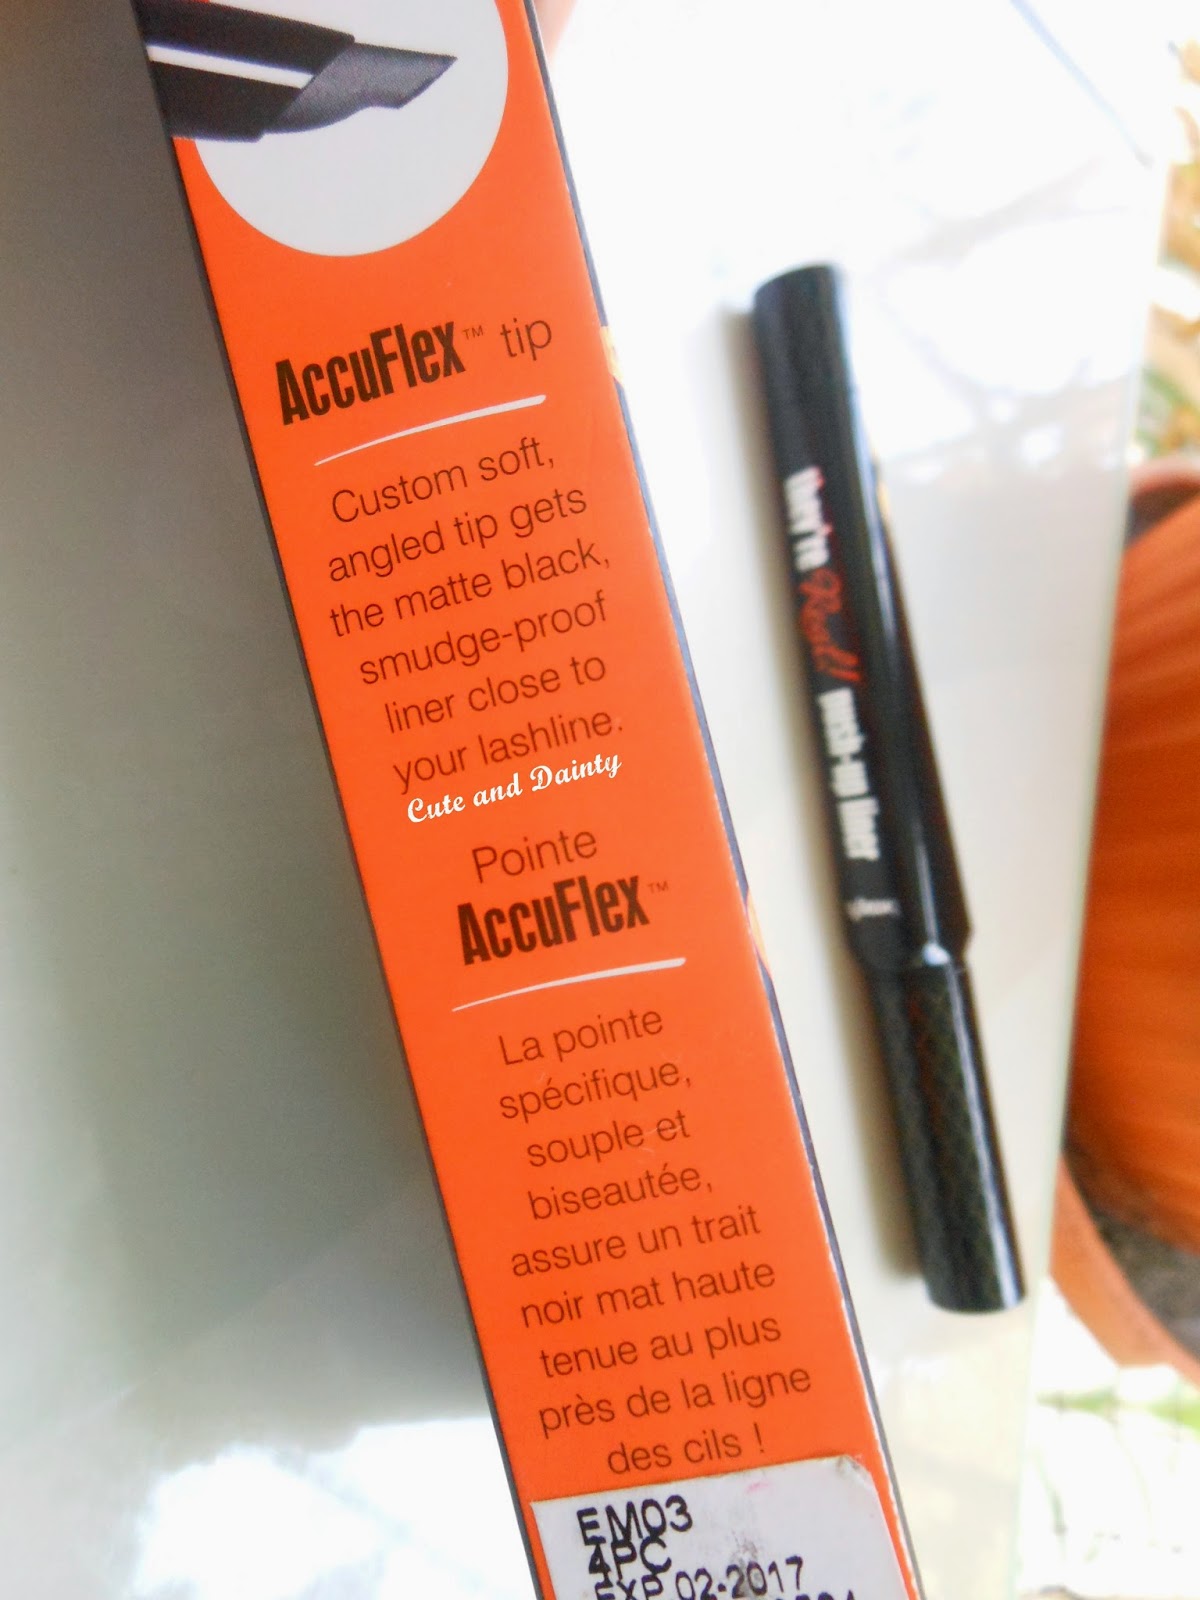 AccuFlex™ tip
Custom soft,
angled tip gets
the matte black,
smudge-proof
liner close to
your lashline.
Cute and Dainty
Pointe
AccuFlex™
La pointe
spécifique,
souple et
biseautée,
assure un trait
noir mat haute
tenue au plus
près de la ligne
des cils !
EM03
4PC
EXP 02-2017
they're Real! push-up liner